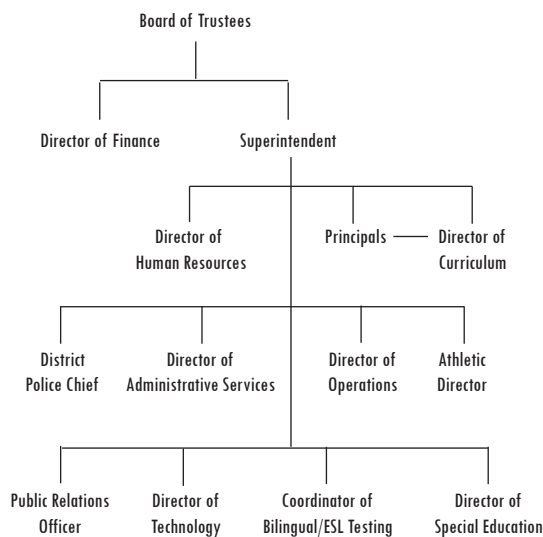 Board of Trustees
Director of Finance
Superintendent
Director of
Human Resources
Principals
Director of
Curriculum
District
Police Chief
Director of
Administrative Services
Director of
Operations
Athletic
Director
Public Relations
Officer
Director of
Technology
Coordinator of
Bilingual/ESL Testing
Director of
Special Education